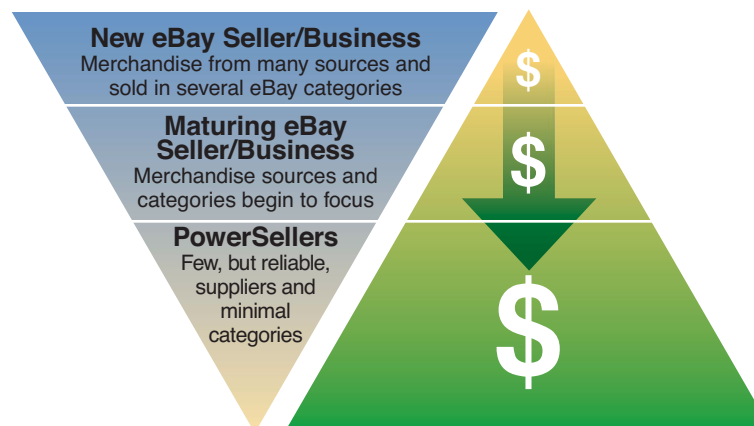 New eBay Seller/Business
Merchandise from many sources and
sold in several eBay categories
$
Maturing eBay
Seller/Business
Merchandise sources and
categories begin to focus
$
PowerSellers
Few, but reliable,
suppliers and
minimal
categories
$